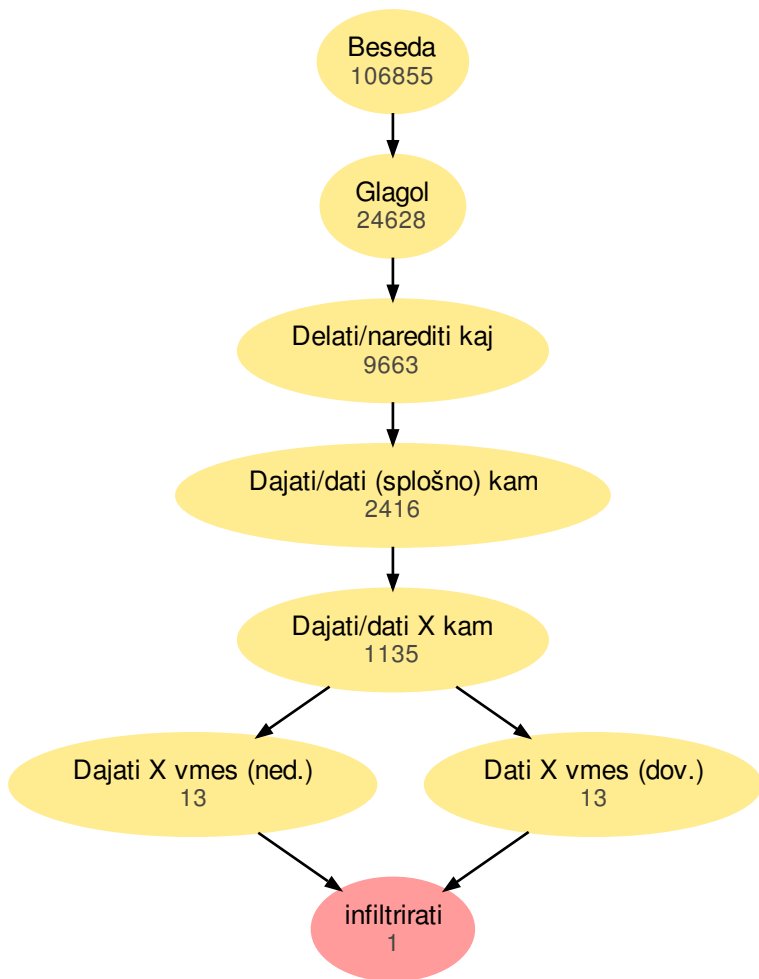 Beseda
106855
Glagol
24628
Delati/narediti kaj
9663
Dajati/dati (splošno) kam
2416
Dajati/dati X kam
1135
Dajati X vmes (ned.)
13
Dati X vmes (dov.)
13
infiltrirati
1